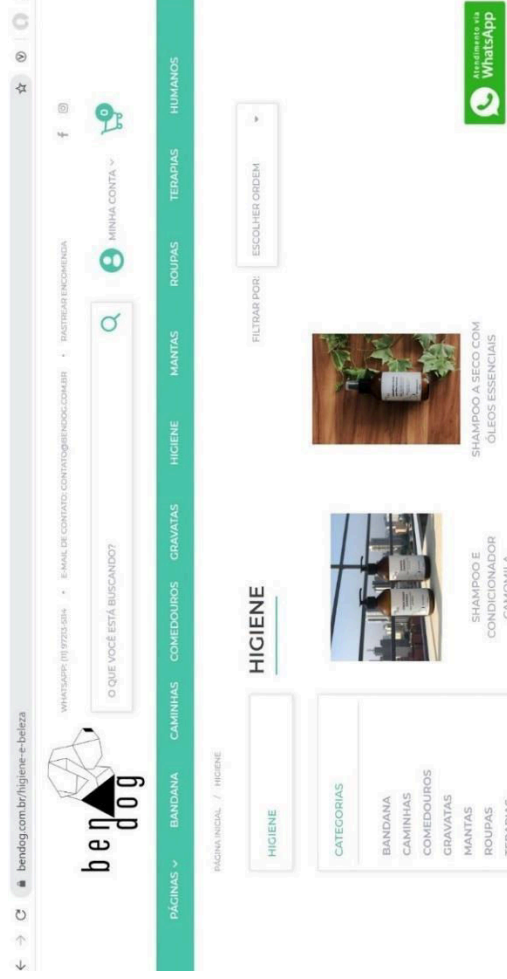 bendog.com.br/higiene-e-beleza
WHATSAPP: (11) 97213-5114 • E-MAIL DE CONTATO: CONTATO@BENDOG.COM.BR • RASTREAR ENCOMENDA
ben
dog
O QUE VOCÊ ESTÁ BUSCANDO?
MINHA CONTA
0
PÁGINAS BANDANA CAMINHAS COMEDOUROS GRAVATAS HIGIENE MANTAS ROUPAS TERAPIAS HUMANOS
PÁGINA INICIAL / HIGIENE
HIGIENE
HIGIENE
FILTRAR POR: ESCOLHER ORDEM
CATEGORIAS
BANDANA
CAMINHAS
COMEDOUROS
GRAVATAS
MANTAS
ROUPAS
TERAPIAS
SHAMPOO E
CONDICIONADOR
CAMOMILA
SHAMPOO A SECO COM
ÓLEOS ESSENCIAIS
Atendimento via
WhatsApp